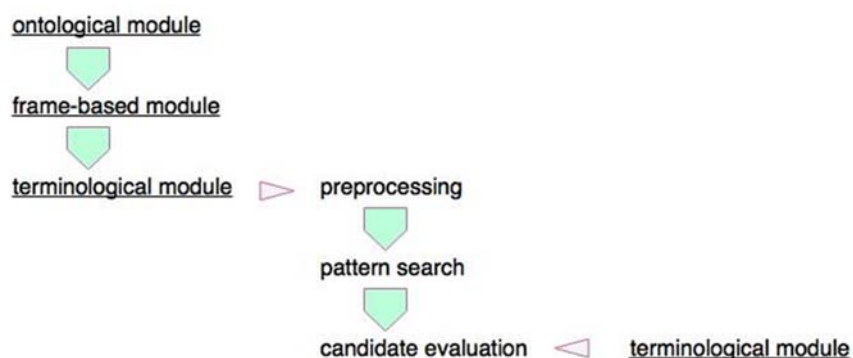 ontological module
frame-based module
terminological module preprocessing
pattern search
candidate evaluation terminological module